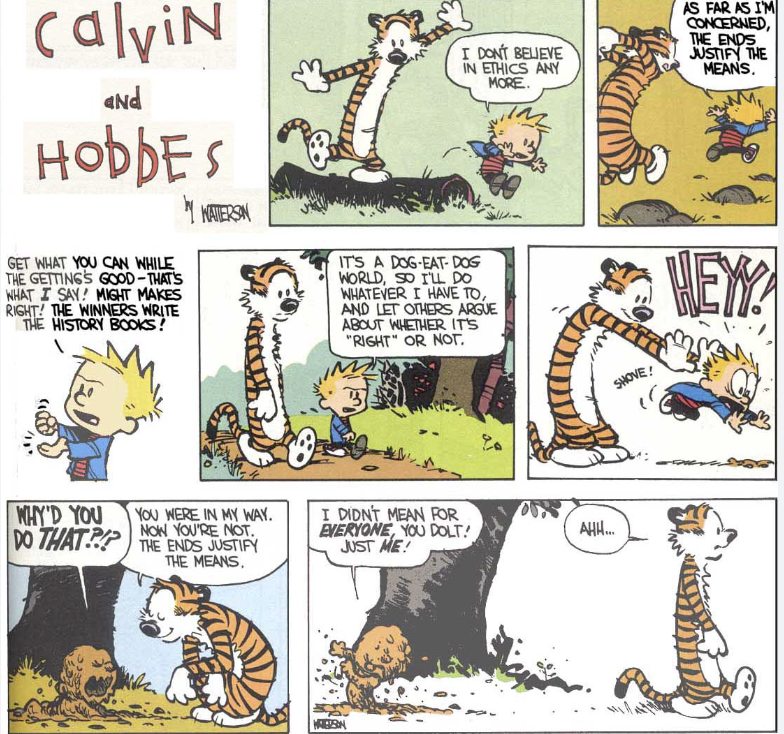 Calvin
and
HobbEs
by WATTERSON
I DON'T BELIEVE
IN ETHICS ANY
MORE.
AS FAR AS I'M
CONCERNED,
THE ENDS
JUSTIFY THE
MEANS.
GET WHAT YOU CAN WHILE
THE GETTING'S GOOD-THAT'S
WHAT I SAY! MIGHT MAKES
RIGHT! THE WINNERS WRITE
THE HISTORY BOOKS!
IT'S A DOG-EAT-DOG
WORLD, SO I'LL DO
WHATEVER I HAVE TO,
AND LET OTHERS ARGUE
ABOUT WHETHER IT'S
"RIGHT" OR NOT.
HEYY!
SHOVE!
WHY'D YOU
DO THAT?!?
YOU WERE IN MY WAY.
NOW YOU'RE NOT.
THE ENDS JUSTIFY
THE MEANS.
I DIDN'T MEAN FOR
EVERYONE, YOU DOLT!
JUST ME!
AHH...
WATTERSON